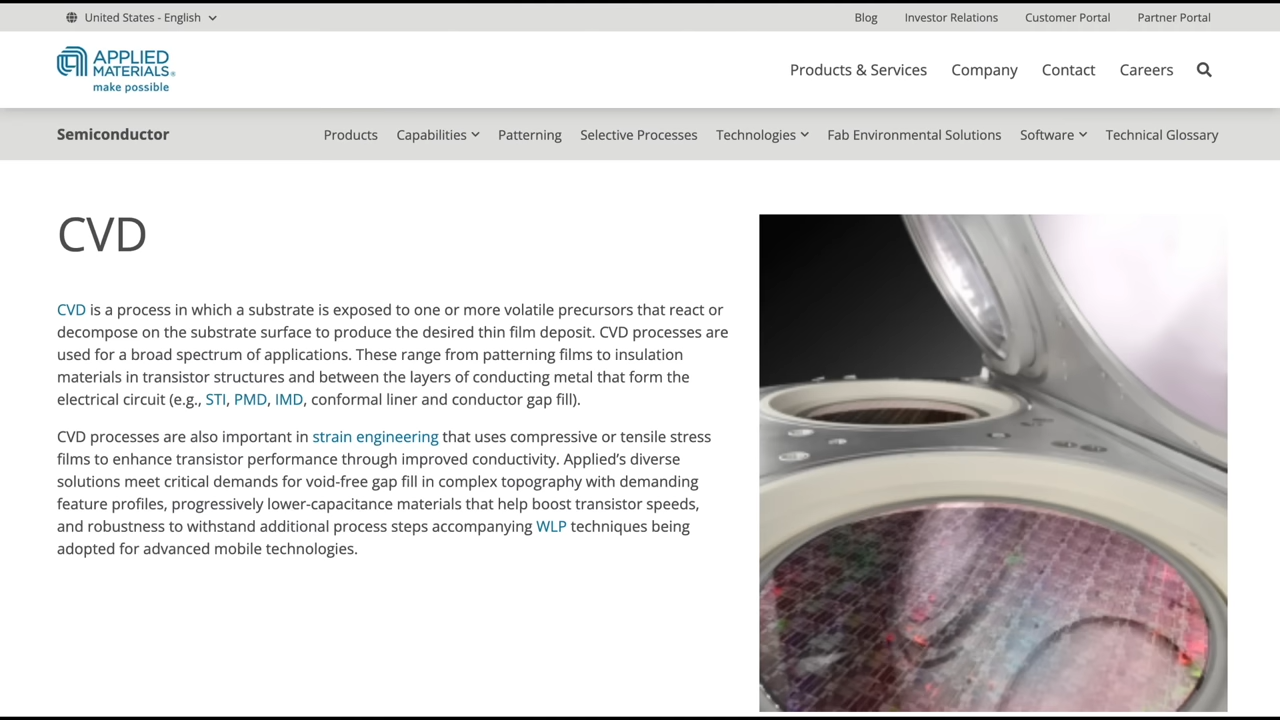 United States - English
Blog
Investor Relations
Customer Portal
Partner Portal
APPLIED
MATERIALS®
make possible
Products & Services
Company
Contact
Careers
Semiconductor
Products
Capabilities
Patterning
Selective Processes
Technologies
Fab Environmental Solutions
Software
Technical Glossary
CVD
CVD is a process in which a substrate is exposed to one or more volatile precursors that react or
decompose on the substrate surface to produce the desired thin film deposit. CVD processes are
used for a broad spectrum of applications. These range from patterning films to insulation
materials in transistor structures and between the layers of conducting metal that form the
electrical circuit (e.g., STI, PMD, IMD, conformal liner and conductor gap fill).
CVD processes are also important in strain engineering that uses compressive or tensile stress
films to enhance transistor performance through improved conductivity. Applied’s diverse
solutions meet critical demands for void-free gap fill in complex topography with demanding
feature profiles, progressively lower-capacitance materials that help boost transistor speeds,
and robustness to withstand additional process steps accompanying WLP techniques being
adopted for advanced mobile technologies.